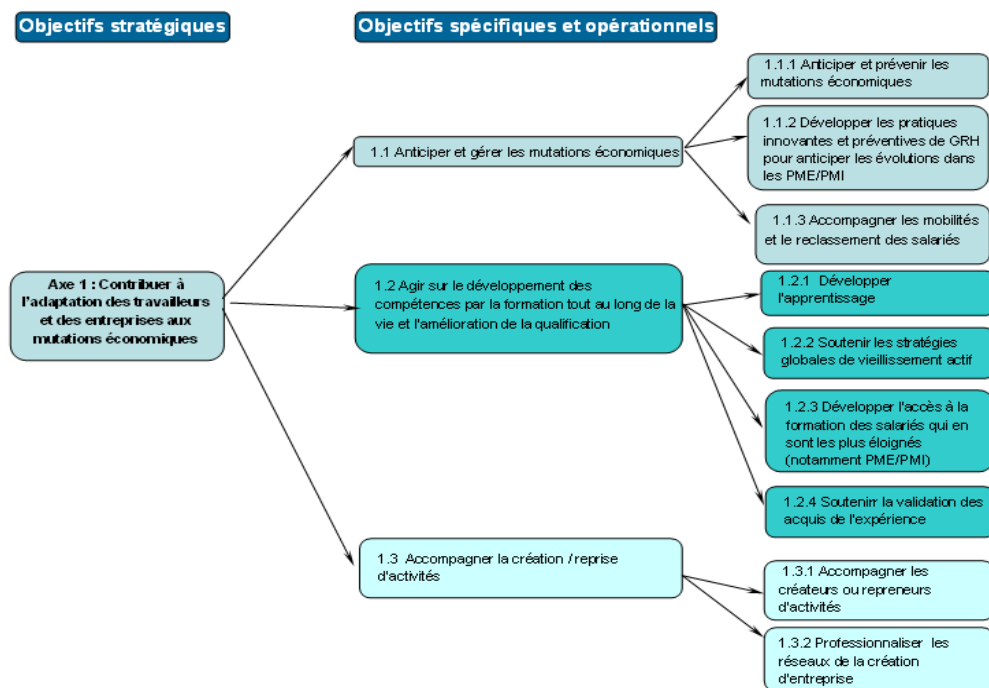 Objectifs stratégiques
Objectifs spécifiques et opérationnels
Axe 1 : Contribuer à
l'adaptation des travailleurs
et des entreprises aux
mutations économiques
1.1 Anticiper et gérer les mutations économiques
1.1.1 Anticiper et prévenir les
mutations économiques
1.1.2 Développer les pratiques
innovantes et préventives de GRH
pour anticiper les évolutions dans
les PME/PMI
1.1.3 Accompagner les mobilités
et le reclassement des salariés
1.2 Agir sur le développement des
compétences par la formation tout au long de la
vie et l'amélioration de la qualification
1.2.1 Développer
l'apprentissage
1.2.2 Soutenir les stratégies
globales de vieillissement actif
1.2.3 Développer l'accès à la
formation des salariés qui en
sont les plus éloignés
(notamment PME/PMI)
1.2.4 Soutenirr la validation des
acquis de l'expérience
1.3 Accompagner la création / reprise
d'activités
1.3.1 Accompagner les
créateurs ou repreneurs
d'activités
1.3.2 Professionnaliser les
réseaux de la création
d'entreprise